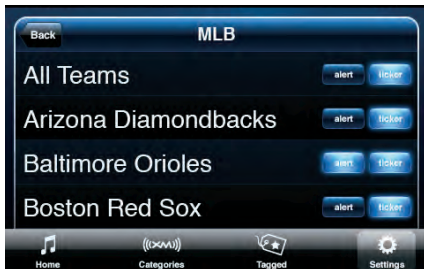 Back MLB
All Teams alert ticker
Arizona Diamondbacks alert ticker
Baltimore Orioles alert ticker
Boston Red Sox alert ticker
((XM))
Home Categories Tagged Settings